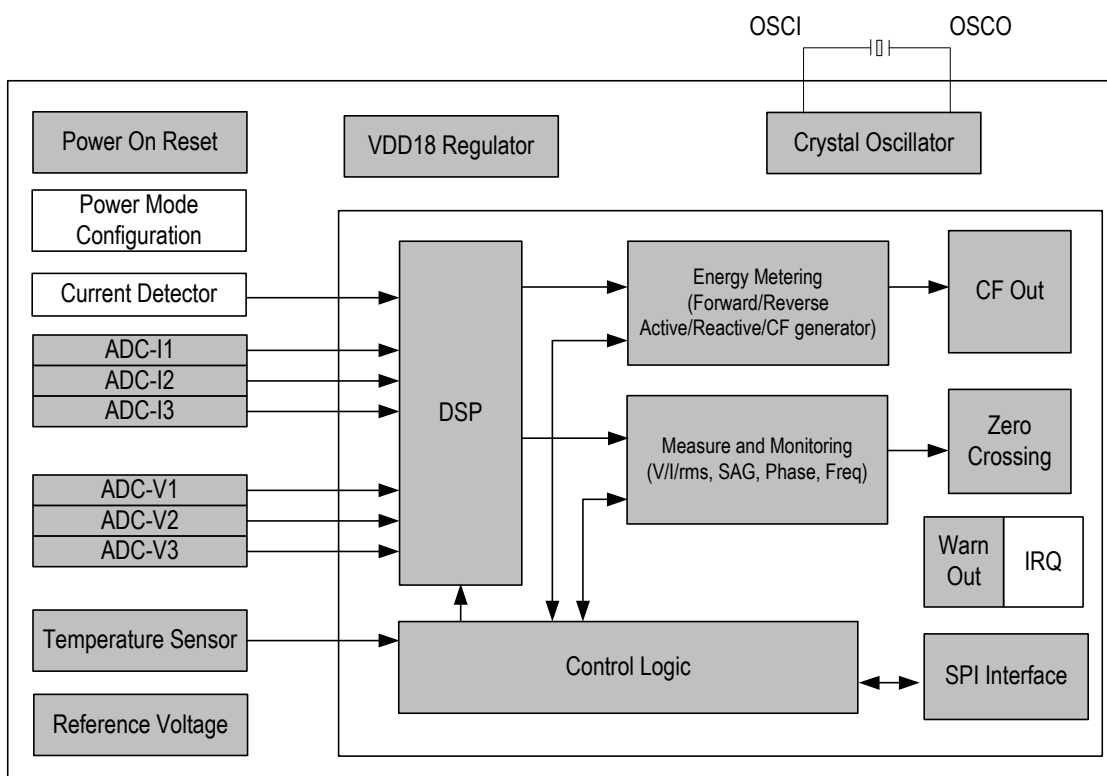 OSCI
OSCO
Power On Reset
VDD18 Regulator
Crystal Oscillator
Power Mode
Configuration
Current Detector
ADC-I1
ADC-I2
ADC-I3
ADC-V1
ADC-V2
ADC-V3
Temperature Sensor
Reference Voltage
DSP
Energy Metering
(Forward/Reverse
Active/Reactive/CF generator)
CF Out
Measure and Monitoring
(V/I/rms, SAG, Phase, Freq)
Zero
Crossing
Warn
Out
IRQ
Control Logic
SPI Interface